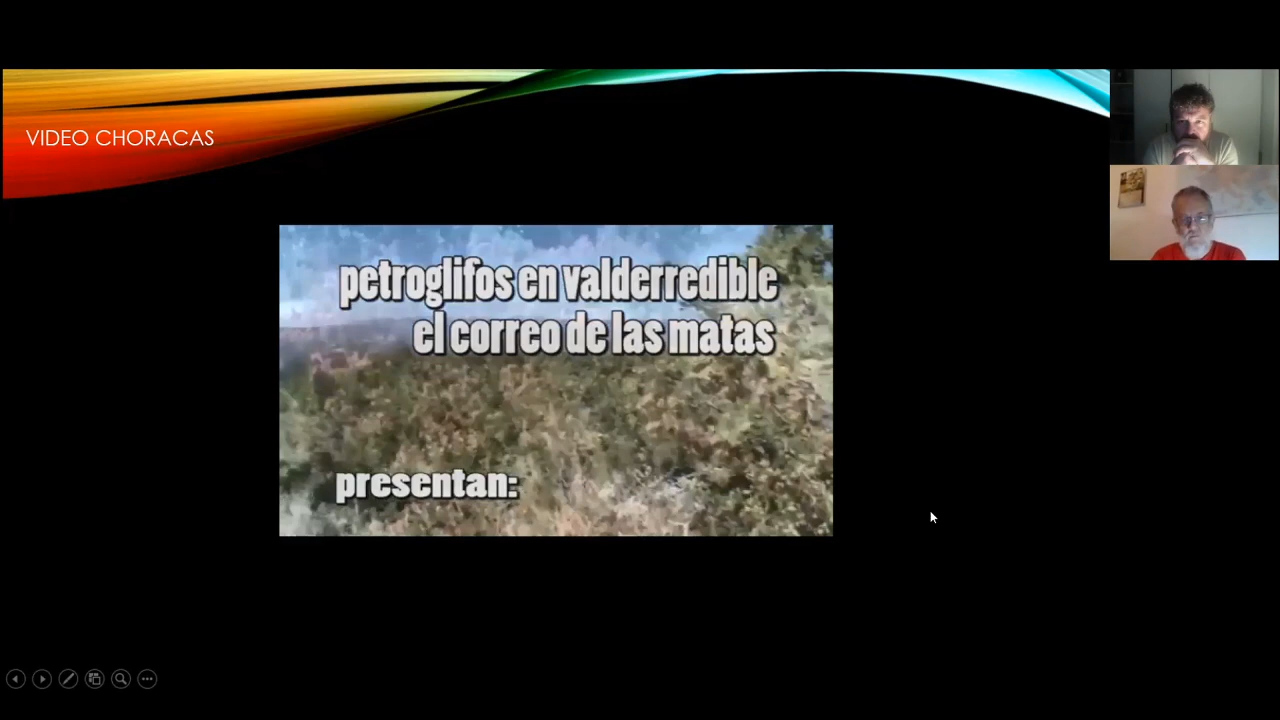 VIDEO CHORACAS
petroglifos en valderredible
el correo de las matas
presentan: